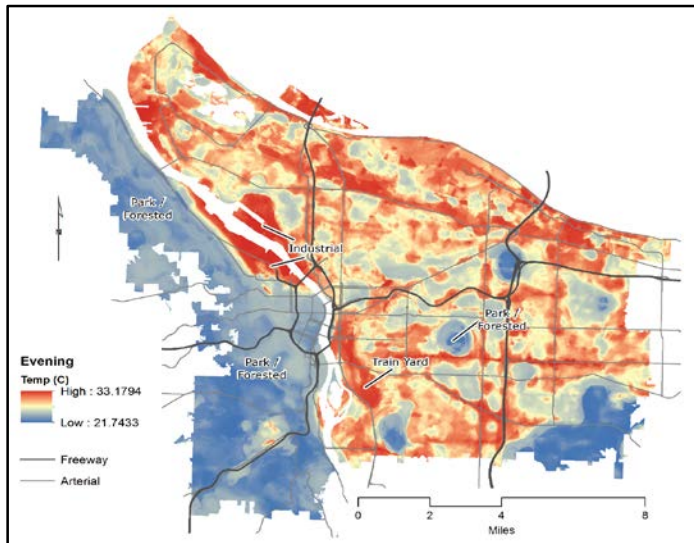 Park /
Forested
Industrial
Park /
Forested
Park /
Forested
Train Yard
Evening
Temp (C)
High : 33.1794
Low : 21.7433
Freeway
Arterial
N
0 2 4 8
Miles